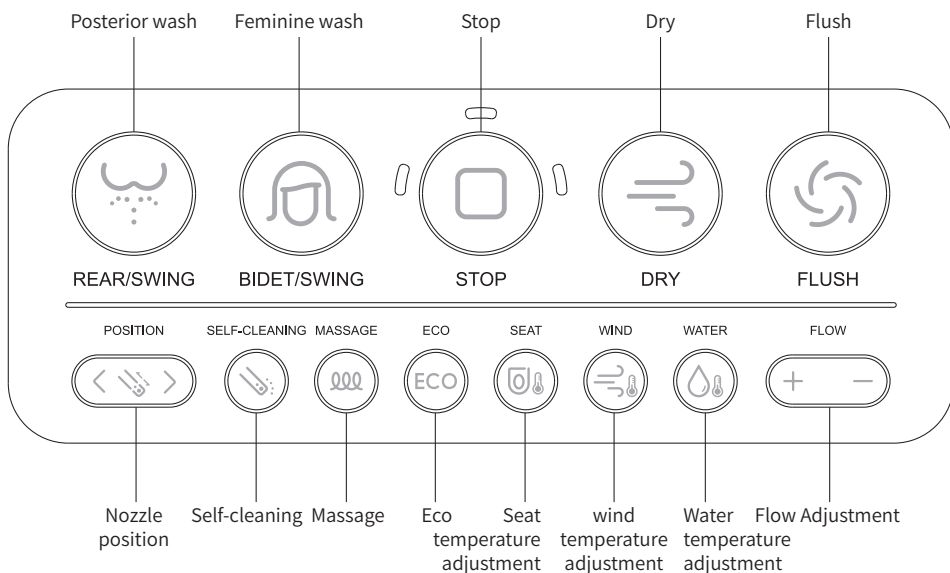 Posterior wash Feminine wash Stop Dry Flush
REAR/SWING BIDET/SWING STOP DRY FLUSH
POSITION SELF-CLEANING MASSAGE ECO SEAT WIND WATER FLOW
ECO
Nozzle position
Self-cleaning
Massage
Eco
Seat temperature adjustment
wind temperature adjustment
Water temperature adjustment
Flow Adjustment